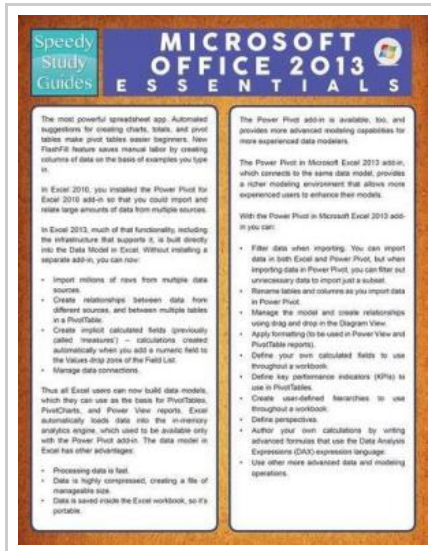 Speedy
Study
Guides
MICROSOFT
OFFICE 2013
ESSENTIALS
The most powerful spreadsheet app. Automated
suggestions for creating charts, totals, and pivot
tables make pivot tables easier beginners. New
FlashFill feature saves manual labor by creating
columns of data on the basis of examples you type
in.
In Excel 2010, you installed the Power Pivot for
Excel 2010 add-in so that you could import and
relate large amounts of data from multiple sources.
In Excel 2013, much of that functionality, including
the infrastructure that supports it, is built directly
into the Data Model in Excel. Without installing a
separate add-in, you can now:
• Import millions of rows from multiple data
sources.
• Create relationships between data from
different sources, and between multiple tables
in a PivotTable.
• Create implicit calculated fields (previously
called 'measures') – calculations created
automatically when you add a numeric field to
the Values drop zone of the Field List.
• Manage data connections.
Thus all Excel users can now build data models,
which they can use as the basis for PivotTables,
PivotCharts, and Power View reports. Excel
automatically loads data into the in-memory
analytics engine, which used to be available only
with the Power Pivot add-in. The data model in
Excel has other advantages:
• Processing data is fast.
• Data is highly compressed, creating a file of
manageable size.
• Data is saved inside the Excel workbook, so it's
portable.
The Power Pivot add-in is available, too, and
provides more advanced modeling capabilities for
more experienced data modelers.
The Power Pivot in Microsoft Excel 2013 add-in,
which connects to the same data model, provides
a richer modeling environment that allows more
experienced users to enhance their models.
With the Power Pivot in Microsoft Excel 2013 add-
in you can:
• Filter data when importing. You can import
data in both Excel and Power Pivot, but when
importing data in Power Pivot, you can filter out
unnecessary data to import just a subset.
• Rename tables and columns as you import data
in Power Pivot.
• Manage the model and create relationships
using drag and drop in the Diagram View.
• Apply formatting (to be used in Power View and
PivotTable reports).
• Define your own calculated fields to use
throughout a workbook.
• Define key performance indicators (KPIs) to
use in PivotTables.
• Create user-defined hierarchies to use
throughout a workbook.
• Define perspectives.
• Author your own calculations by writing
advanced formulas that use the Data Analysis
Expressions (DAX) expression language.
• Use other more advanced data and modeling
operations.